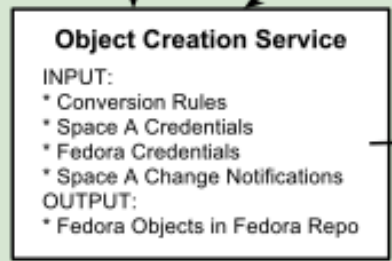 Object Creation Service
INPUT:
* Conversion Rules
* Space A Credentials
* Fedora Credentials
* Space A Change Notifications
OUTPUT:
* Fedora Objects in Fedora Repo